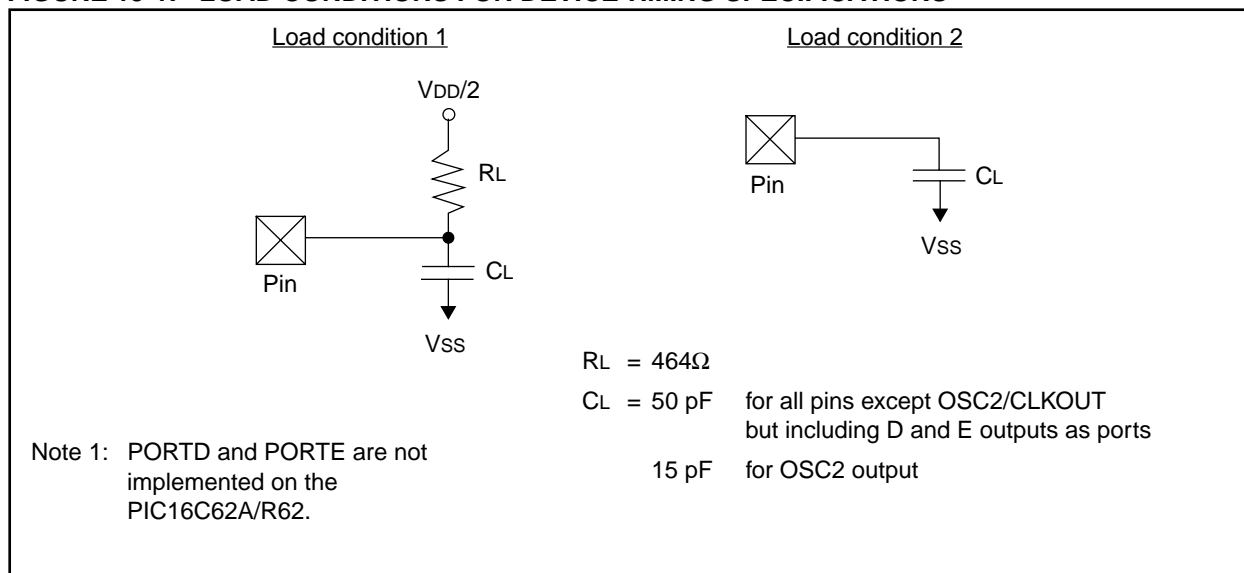 Load condition 1
Load condition 2
VDD/2
RL
Pin
CL
VSS
Pin
CL
VSS
RL = 464Ω
CL = 50 pF for all pins except OSC2/CLKOUT
but including D and E outputs as ports
15 pF for OSC2 output
Note 1: PORTD and PORTE are not
implemented on the
PIC16C62A/R62.